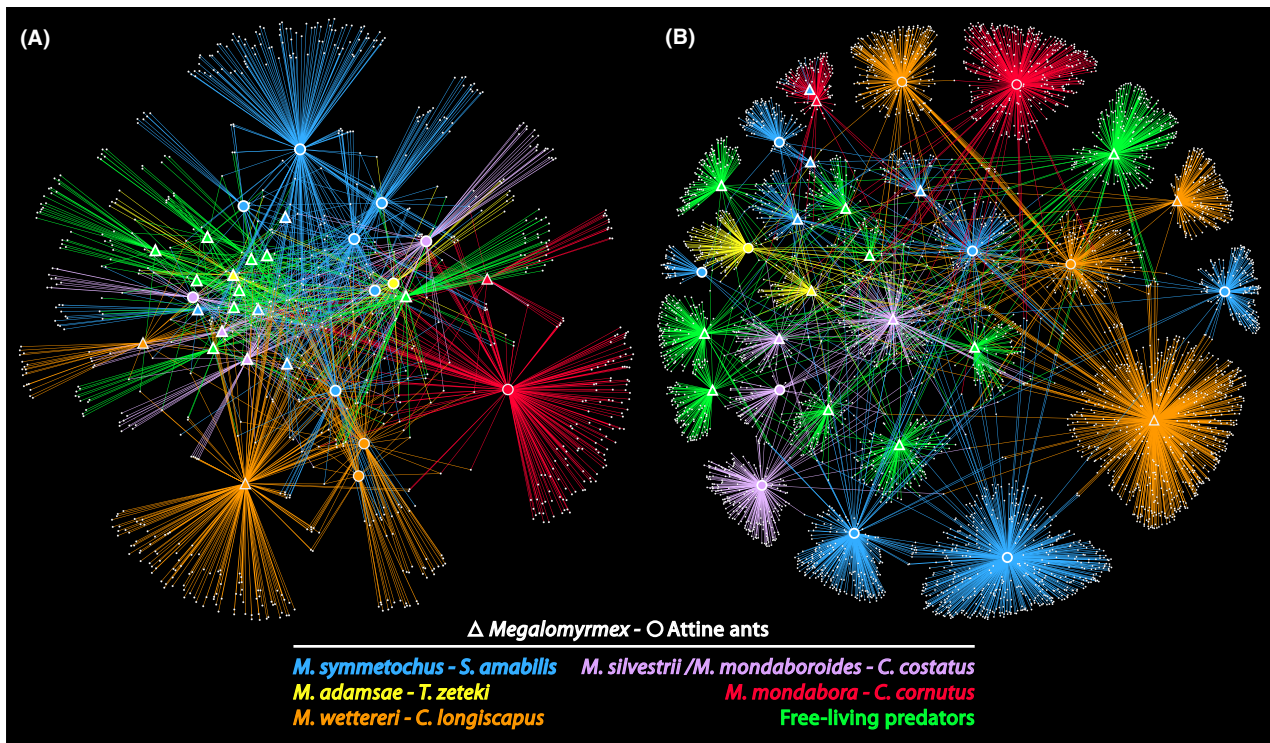 (A)
(B)
△ Megalomyrmex - ○ Attine ants
M. symmetochus - S. amabilis
M. silvestrii /M. mondaboroides - C. costatus
M. adamsae - T. zeteki
M. mondabora - C. cornutus
M. wettereri - C. longiscapus
Free-living predators